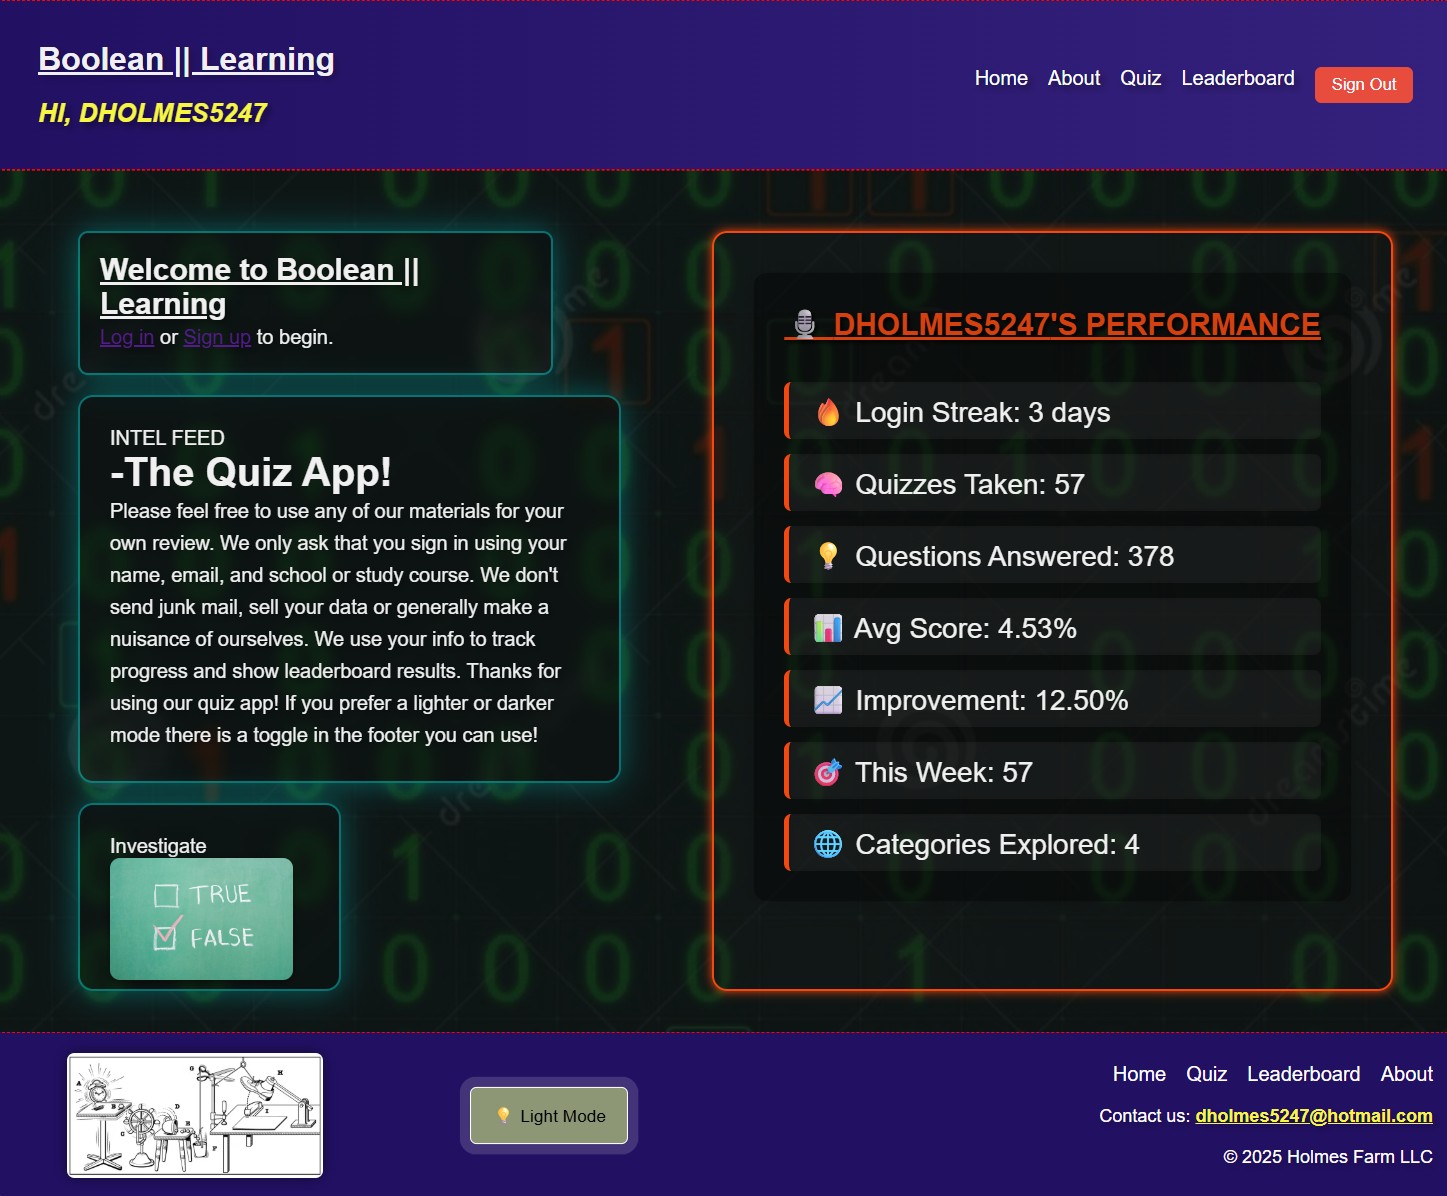 Boolean || Learning
HI, DHOLMES5247
Home About Quiz Leaderboard Sign Out
Welcome to Boolean ||
Learning
Log in or Sign up to begin.
INTEL FEED
-The Quiz App!
Please feel free to use any of our materials for your
own review. We only ask that you sign in using your
name, email, and school or study course. We don't
send junk mail, sell your data or generally make a
nuisance of ourselves. We use your info to track
progress and show leaderboard results. Thanks for
using our quiz app! If you prefer a lighter or darker
mode there is a toggle in the footer you can use!
Investigate
TRUE
FALSE
🎙️ DHOLMES5247'S PERFORMANCE
🔥 Login Streak: 3 days
🧠 Quizzes Taken: 57
💡 Questions Answered: 378
📊 Avg Score: 4.53%
📈 Improvement: 12.50%
🎯 This Week: 57
🌐 Categories Explored: 4
💡 Light Mode
Home Quiz Leaderboard About
Contact us: dholmes5247@hotmail.com
© 2025 Holmes Farm LLC